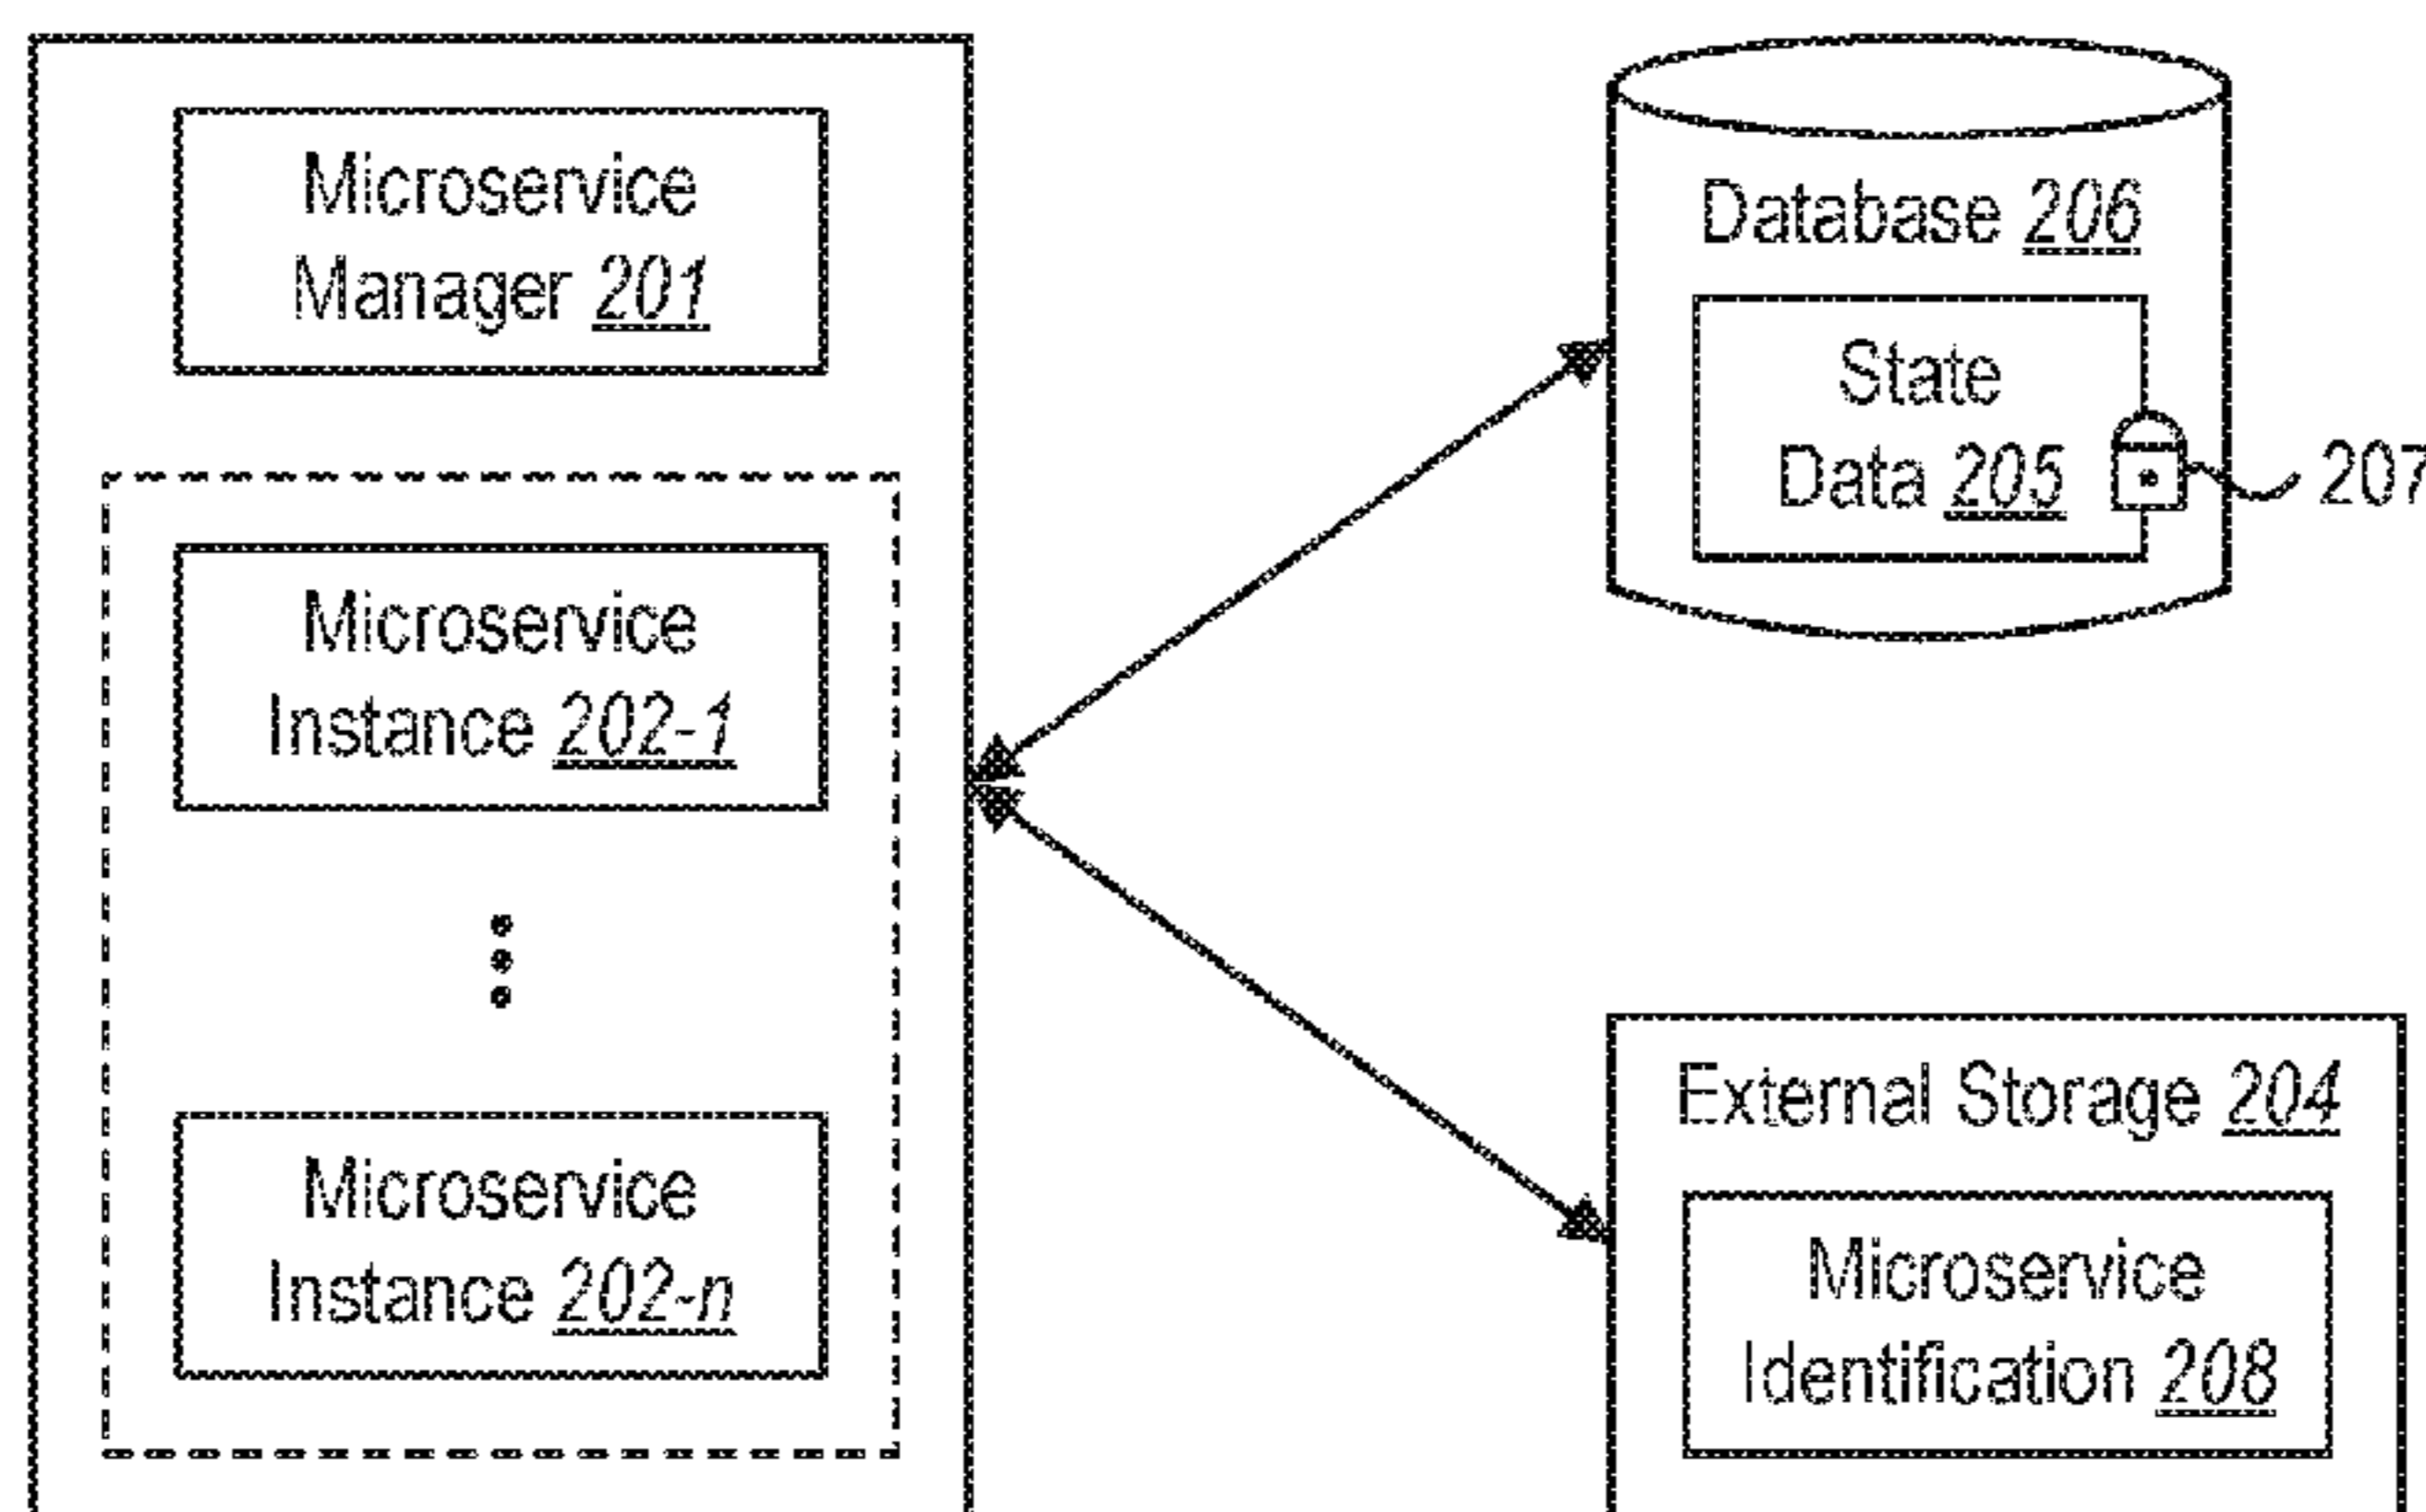 Microservice
Manager 201
Microservice
Instance 202-1
Microservice
Instance 202-n
Database 206
State
Data 205
207
External Storage 204
Microservice
Identification 208